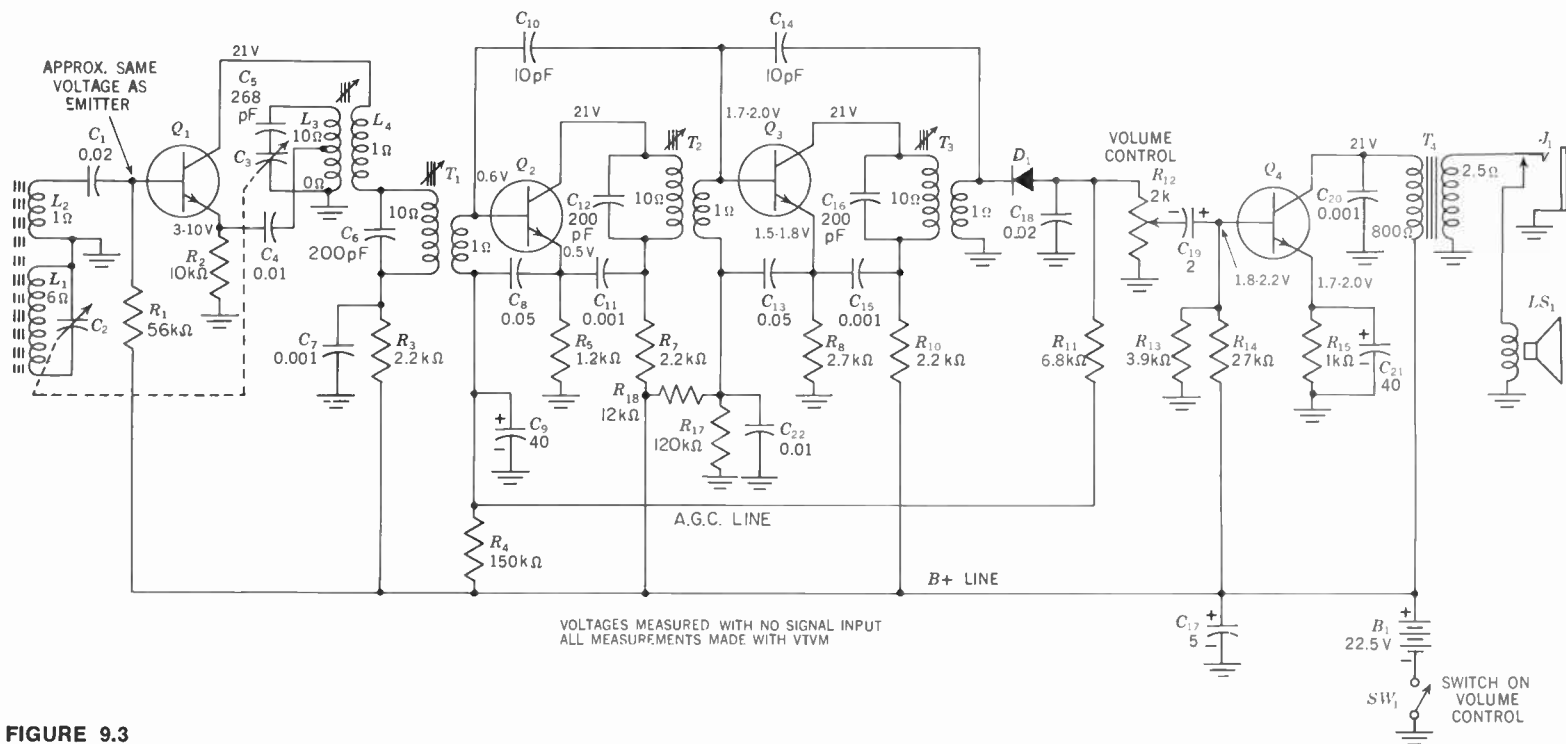 C10
10pF
C14
10pF
21V
APPROX. SAME
VOLTAGE AS
EMITTER
C5
268
pF
C1
0.02
Q1
L3
10Ω
C3
0Ω
L4
1Ω
T1
L2
1Ω
3-10V
R2
10kΩ
C4
0.01
C6
200pF
10Ω
1Ω
0.6V
Q2
0.5V
21V
C12
200
pF
10Ω
T2
1Ω
1.7-2.0V
Q3
1.5-1.8V
21V
C16
200
pF
10Ω
T3
1Ω
D1
C18
0.02
VOLUME
CONTROL
R12
2k
C19
2
Q4
1.8-2.2V
1.7-2.0V
21V
C20
0.001
T4
800Ω
2.5Ω
J1
LS1
L1
6Ω
C2
R1
56kΩ
C7
0.001
R3
2.2kΩ
C8
0.05
C11
0.001
R5
1.2kΩ
R7
2.2kΩ
C13
0.05
C15
0.001
R8
2.7kΩ
R10
2.2kΩ
R11
6.8kΩ
R13
3.9kΩ
R14
27kΩ
R15
1kΩ
C21
40
R18
12kΩ
R17
120kΩ
C22
0.01
C9
40
A.G.C. LINE
R4
150kΩ
B+ LINE
VOLTAGES MEASURED WITH NO SIGNAL INPUT
ALL MEASUREMENTS MADE WITH VTVM
C17
5
B1
22.5V
SW1
SWITCH ON
VOLUME
CONTROL
FIGURE 9.3